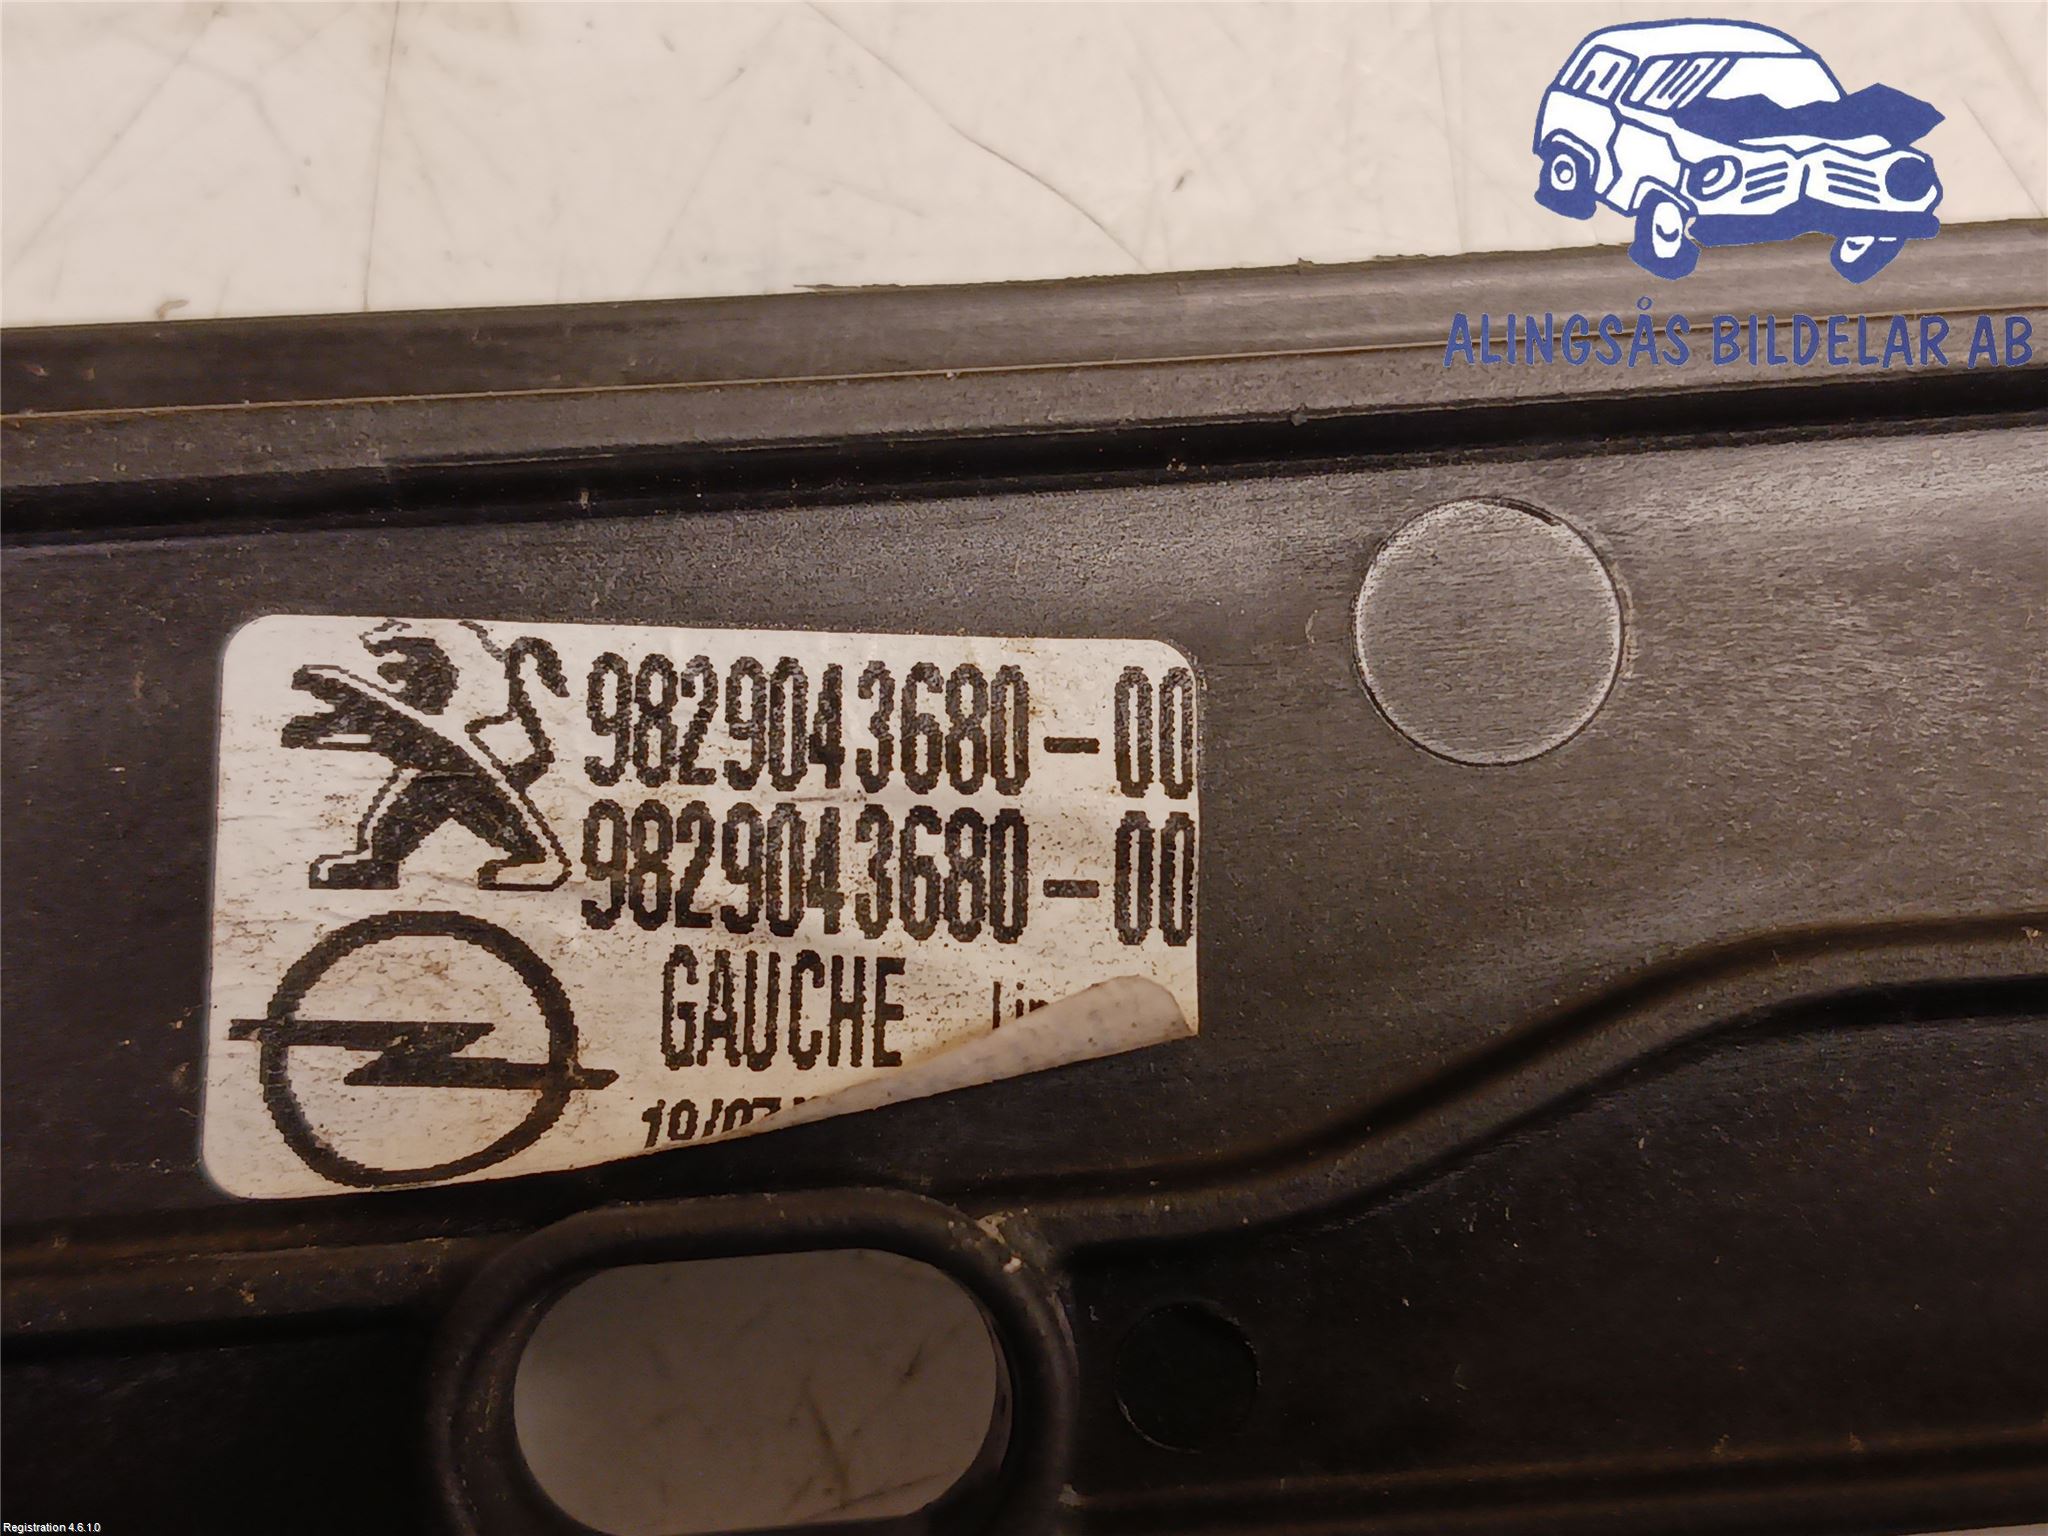 ALINGSÅS BILDELAR AB
9829043680-00
9829043680-00
GAUCHE
Registration 4.6.1.0